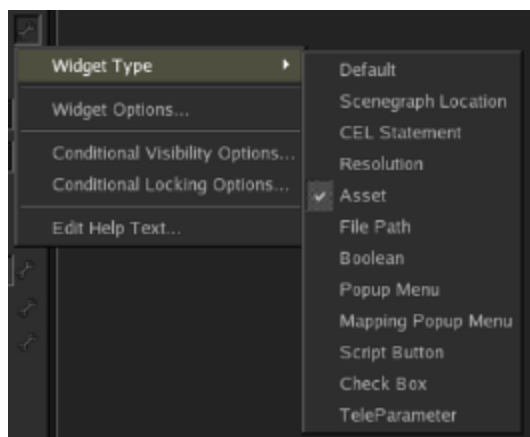 Widget Type
Widget Options...
Conditional Visibility Options...
Conditional Locking Options...
Edit Help Text...
Default
Scenegraph Location
CEL Statement
Resolution
Asset
File Path
Boolean
Popup Menu
Mapping Popup Menu
Script Button
Check Box
TeleParameter